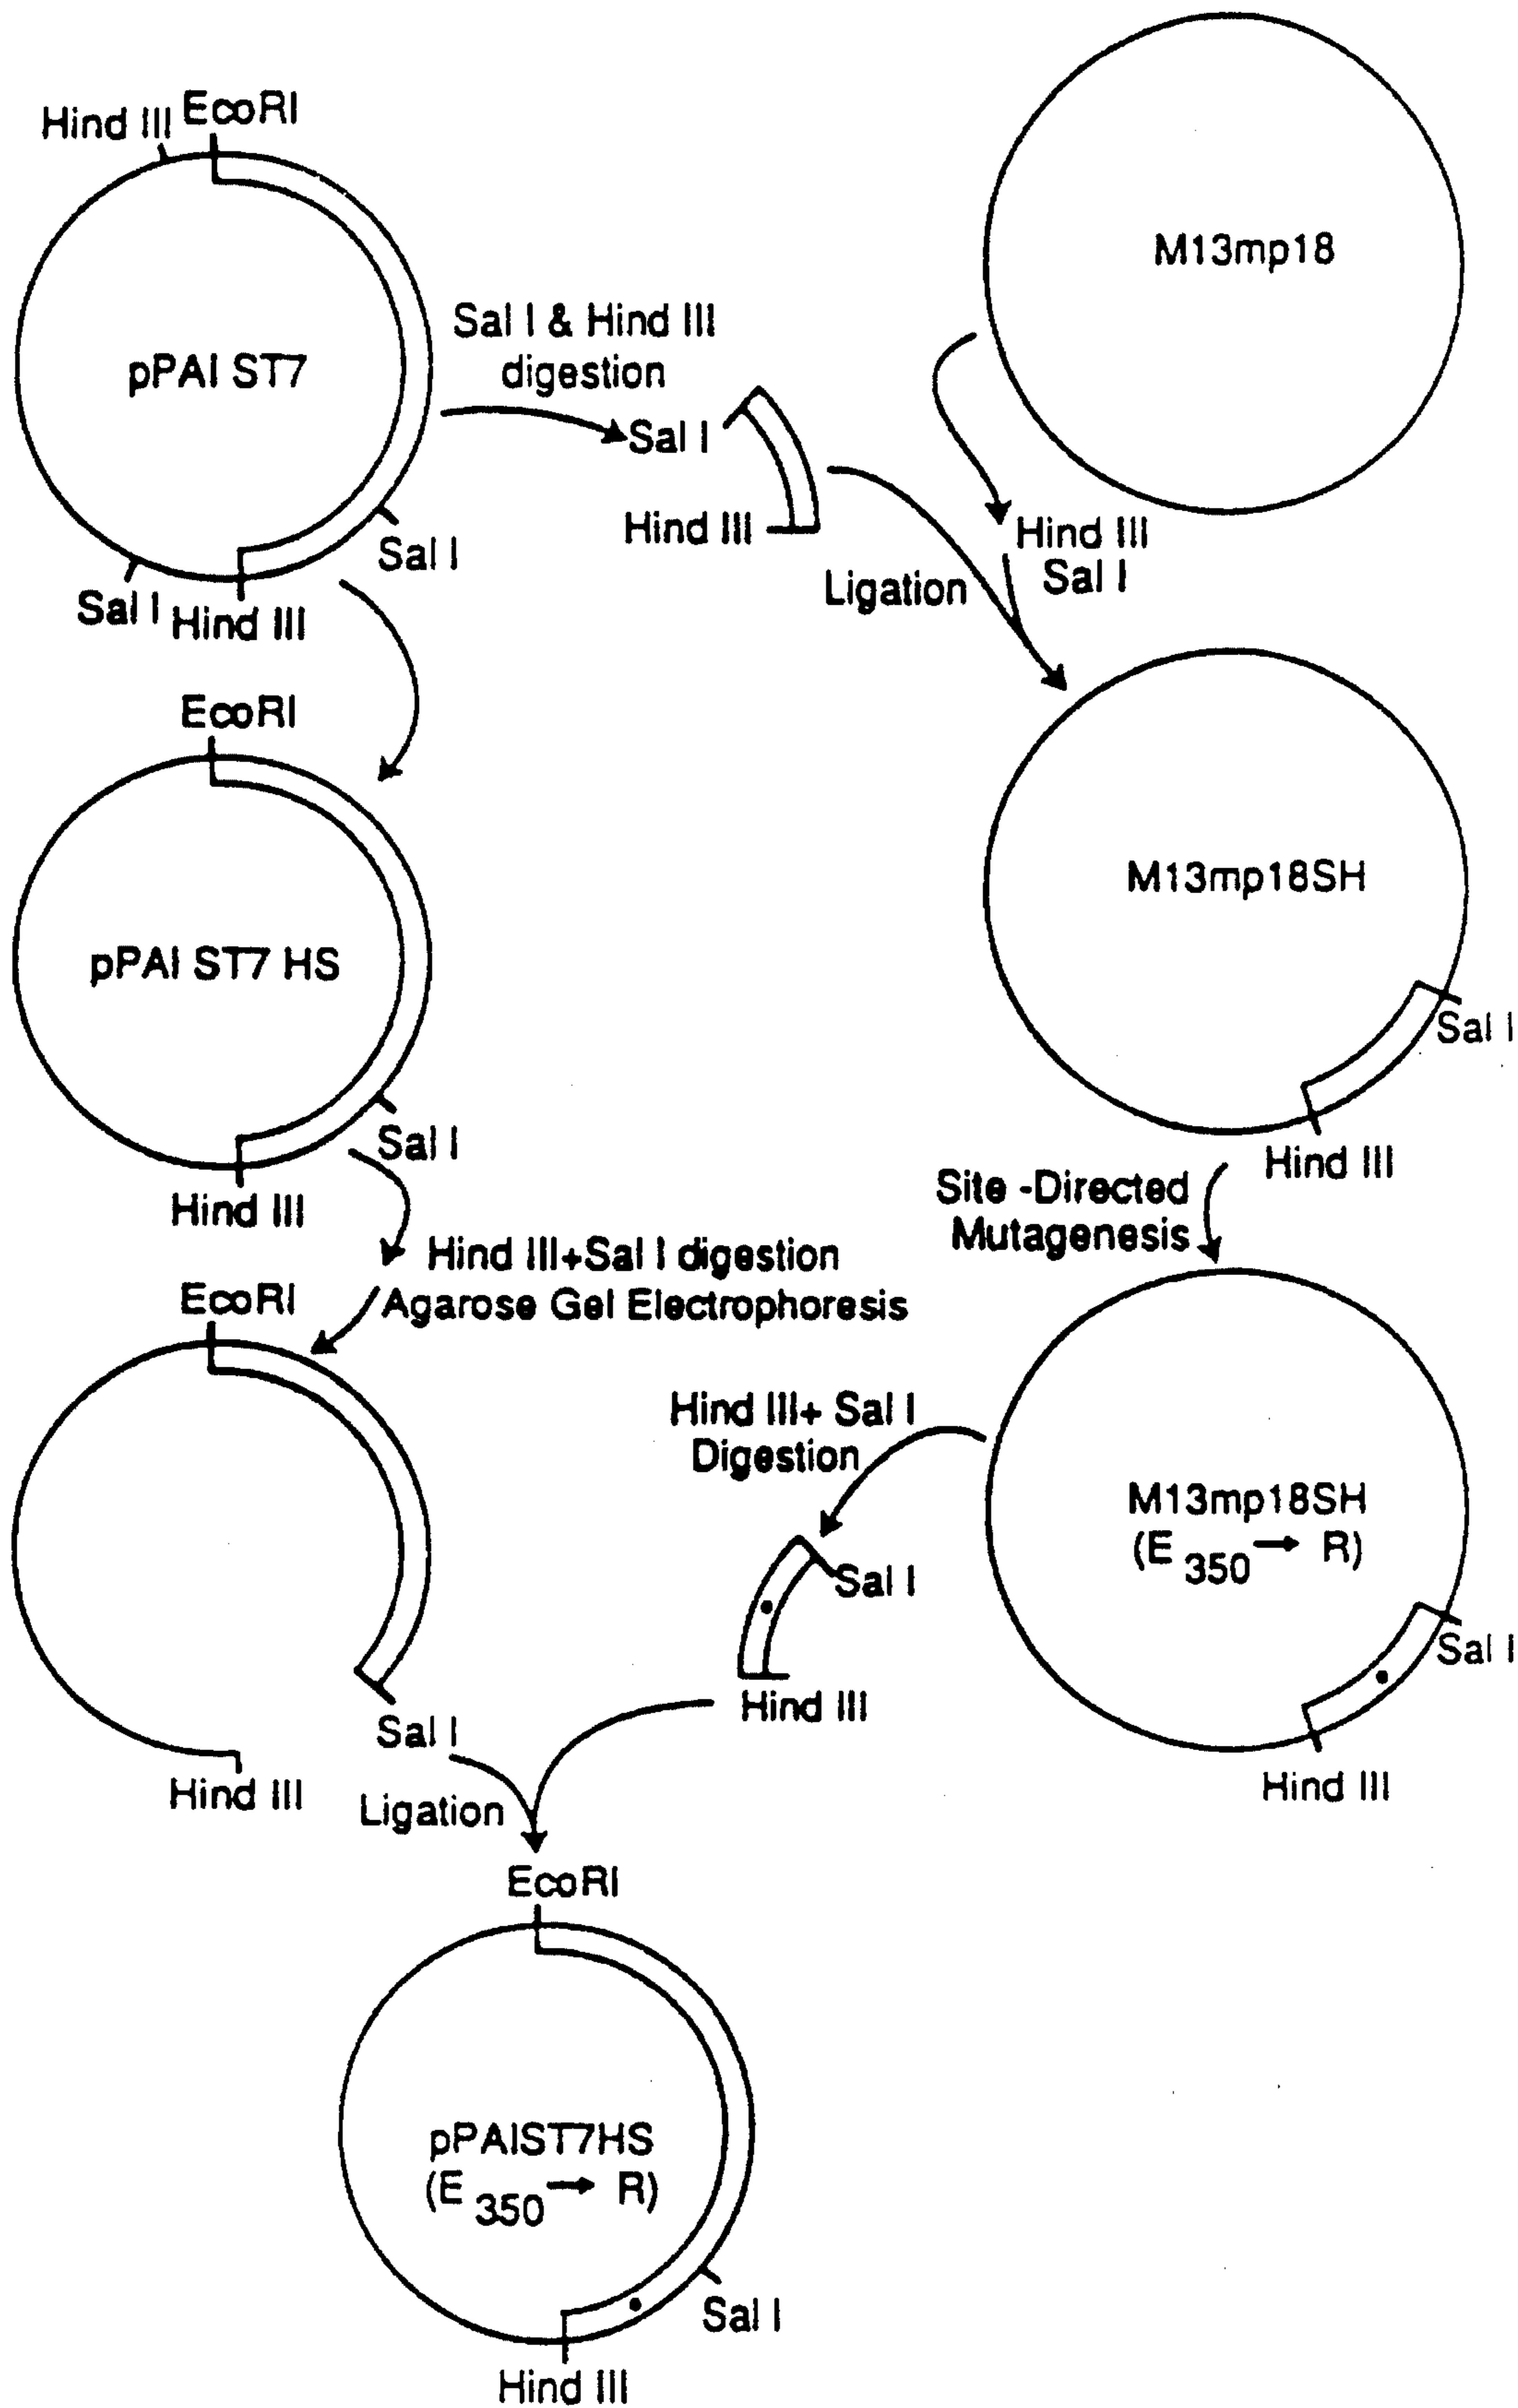 Hind III EcoRI
M13mp18
pPAI ST7
Sal I & Hind III
digestion
Sal I
Hind III
Hind III
Sal I
Ligation
Sal I
Sal I Hind III
EcoRI
pPAI ST7 HS
M13mp18SH
Sal I
Sal I
Hind III
Hind III
Site -Directed
Mutagenesis
Hind III+Sal I digestion
Agarose Gel Electrophoresis
EcoRI
Hind III+ Sal I
Digestion
M13mp18SH
(E 350 → R)
Sal I
Sal I
Hind III
Sal I
Hind III
Hind III
Ligation
EcoRI
pPAIST7HS
(E 350 → R)
Sal I
Hind III